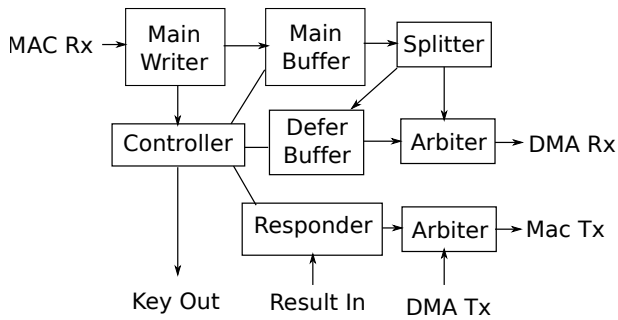 MAC Rx
Main
Writer
Main
Buffer
Splitter
Controller
Defer
Buffer
Arbiter
DMA Rx
Responder
Arbiter
Mac Tx
Key Out
Result In
DMA Tx